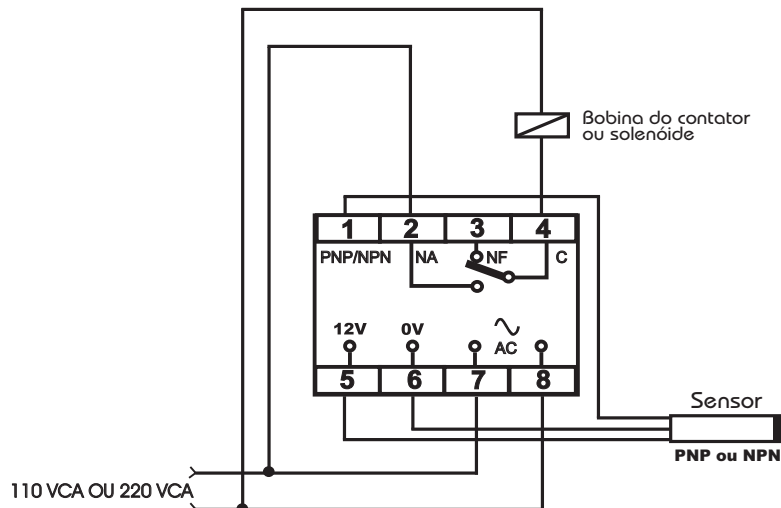 Bobina do contator
ou solenóide
1 2 3 4
PNP/NPN NA NF C
12V 0V AC
5 6 7 8
Sensor
PNP ou NPN
110 VCA OU 220 VCA